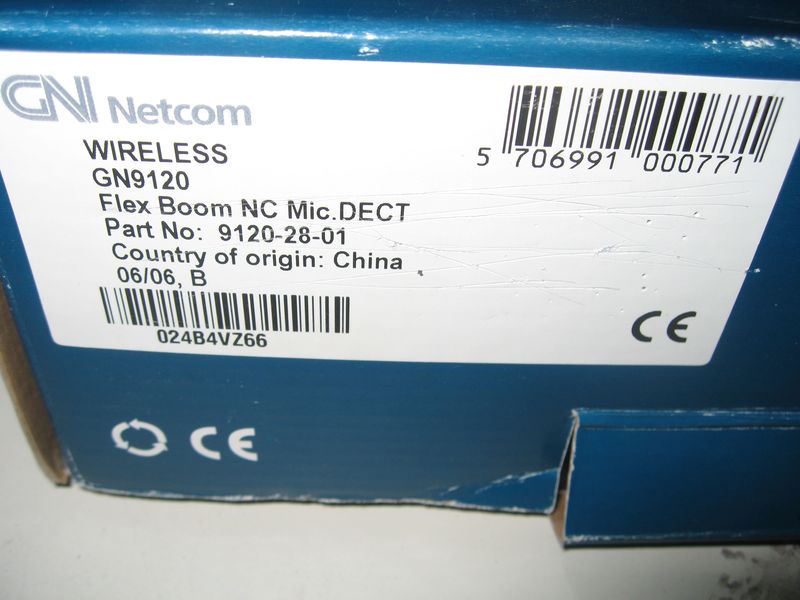 GN Netcom
WIRELESS
GN9120
Flex Boom NC Mic.DECT
Part No: 9120-28-01
Country of origin: China
06/06, B
024B4VZ66
5 706991 000771
CE
CE